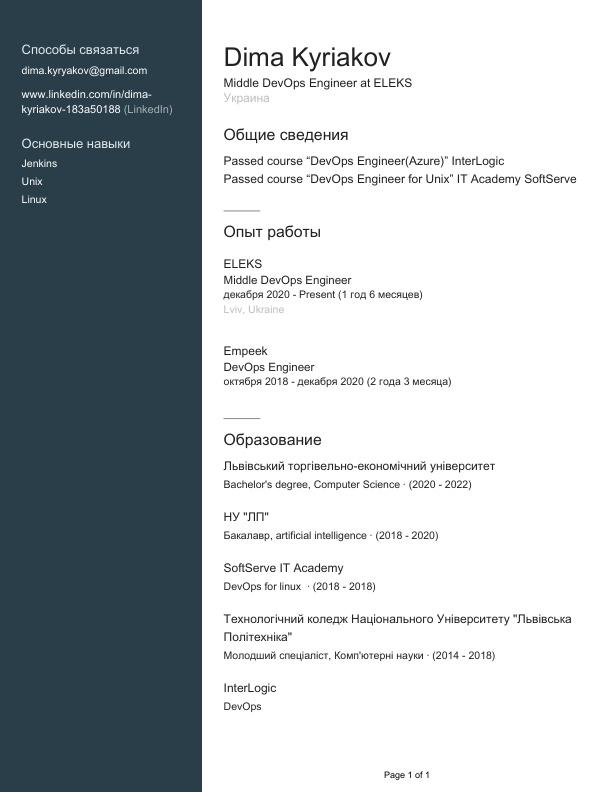 Способы связаться
dima.kyryakov@gmail.com
www.linkedin.com/in/dima-
kyriakov-183a50188 (LinkedIn)
Основные навыки
Jenkins
Unix
Linux
Dima Kyriakov
Middle DevOps Engineer at ELEKS
Украина
Общие сведения
Passed course “DevOps Engineer(Azure)” InterLogic
Passed course “DevOps Engineer for Unix” IT Academy SoftServe
Опыт работы
ELEKS
Middle DevOps Engineer
декабря 2020 - Present (1 год 6 месяцев)
Lviv, Ukraine
Empeek
DevOps Engineer
октября 2018 - декабря 2020 (2 года 3 месяца)
Образование
Львівський торгівельно-економічний університет
Bachelor's degree, Computer Science · (2020 - 2022)
НУ "ЛП"
Бакалавр, artificial intelligence · (2018 - 2020)
SoftServe IT Academy
DevOps for linux · (2018 - 2018)
Технологічний коледж Національного Університету "Львівська
Політехніка"
Молодший спеціаліст, Комп'ютерні науки · (2014 - 2018)
InterLogic
DevOps
Page 1 of 1